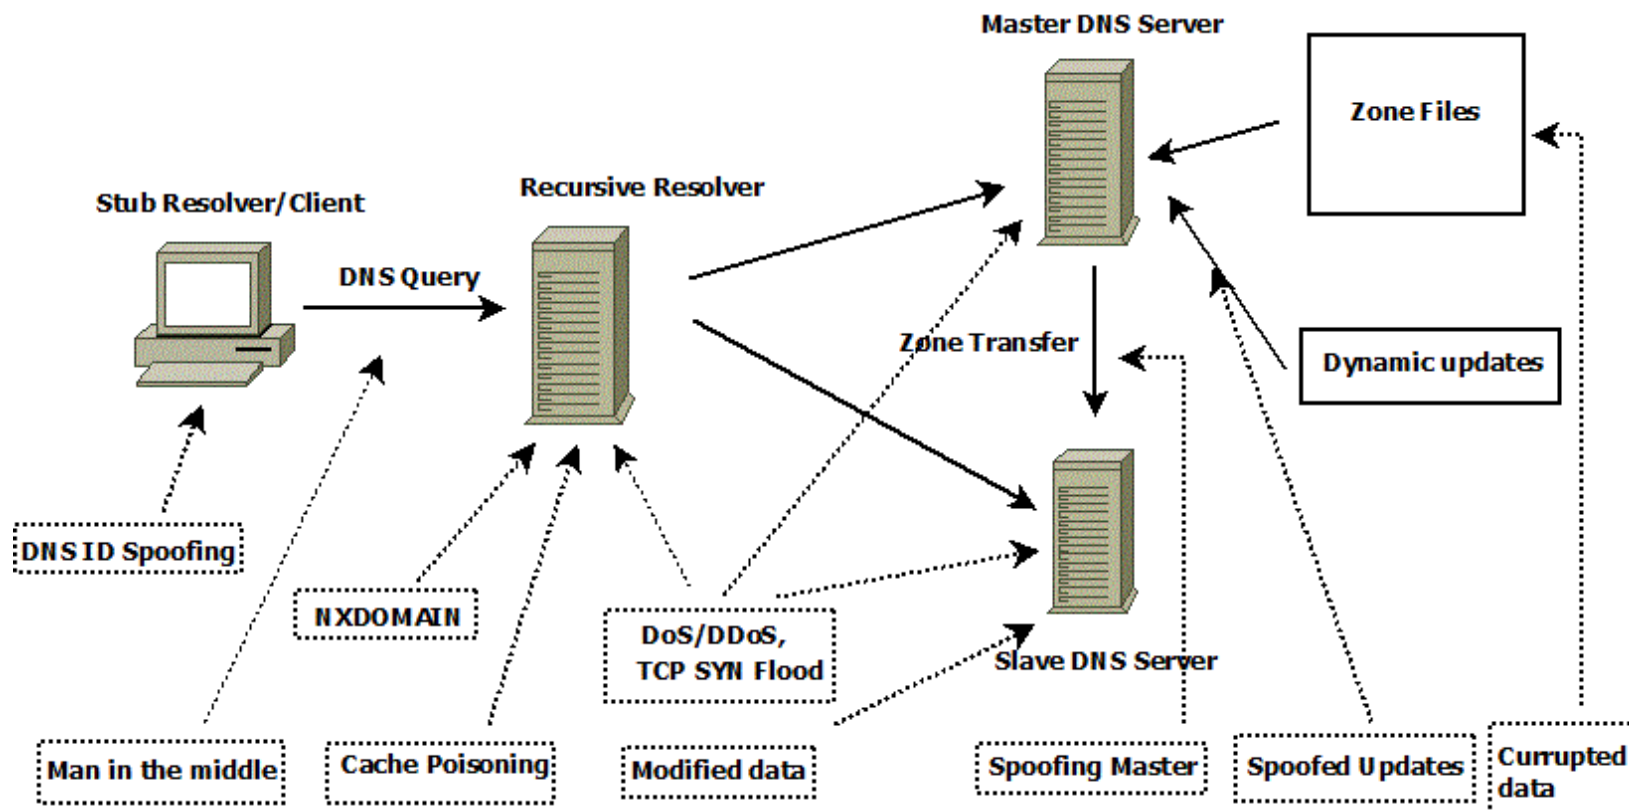 Master DNS Server
Zone Files
Recursive Resolver
Stub Resolver/Client
DNS Query
Zone Transfer
Dynamic updates
DNS ID Spoofing
NXDOMAIN
DoS/DDoS,
TCP SYN Flood
Slave DNS Server
Man in the middle
Cache Poisoning
Modified data
Spoofing Master
Spoofed Updates
Currupted
data